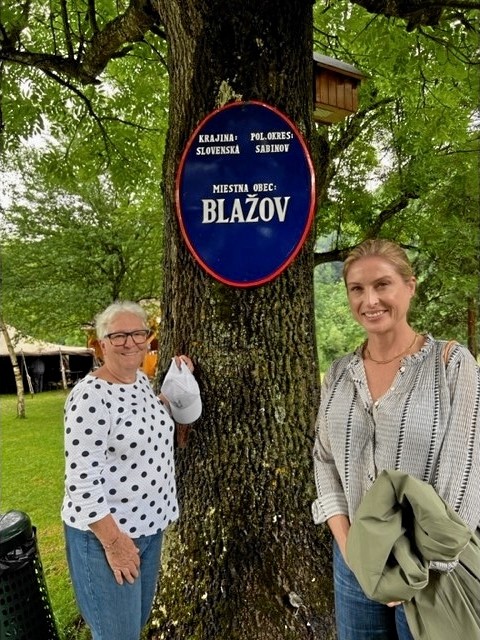 KRAJINA: POL.OKRES:
SLOVENSKÁ SABINOV
MIESTNA OBEC:
BLAŽOV